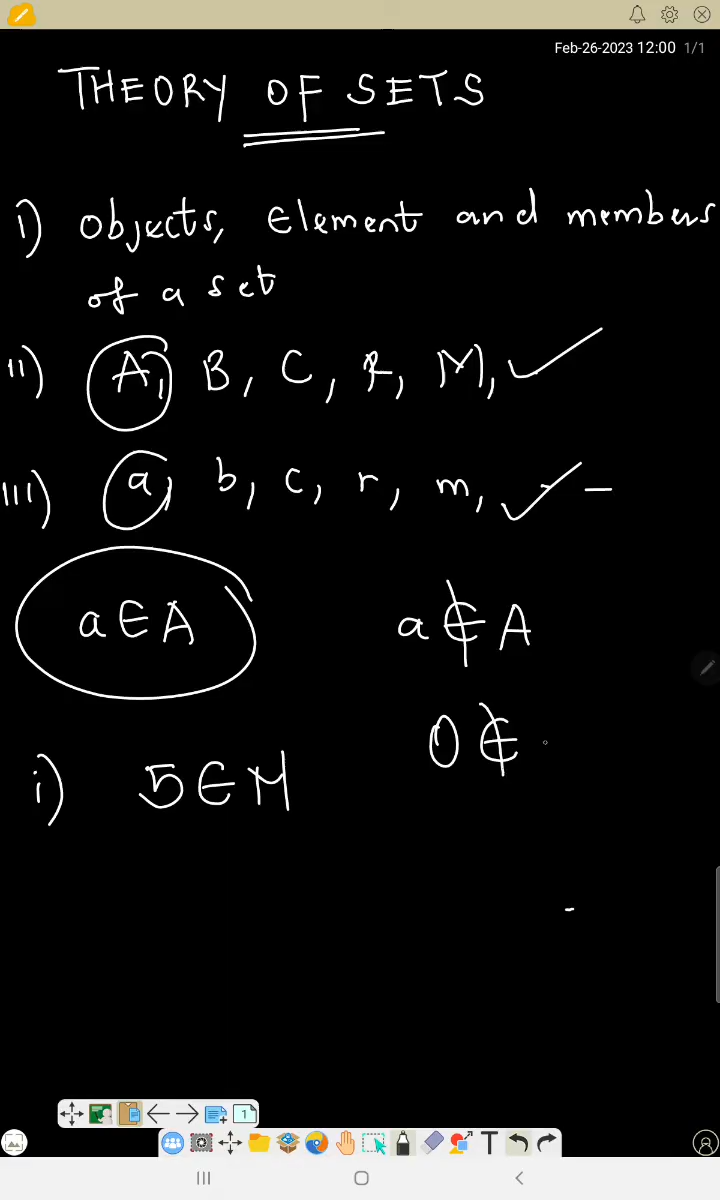 Feb-26-2023 12:00 1/1
THEORY OF SETS
i) objects, Element and members
of a set
ii) A, B, C, R, M,
iii) a, b, c, r, m, –
a ∈ A
a ∉ A
0 ∉
i) 5 ∈ M
1
T